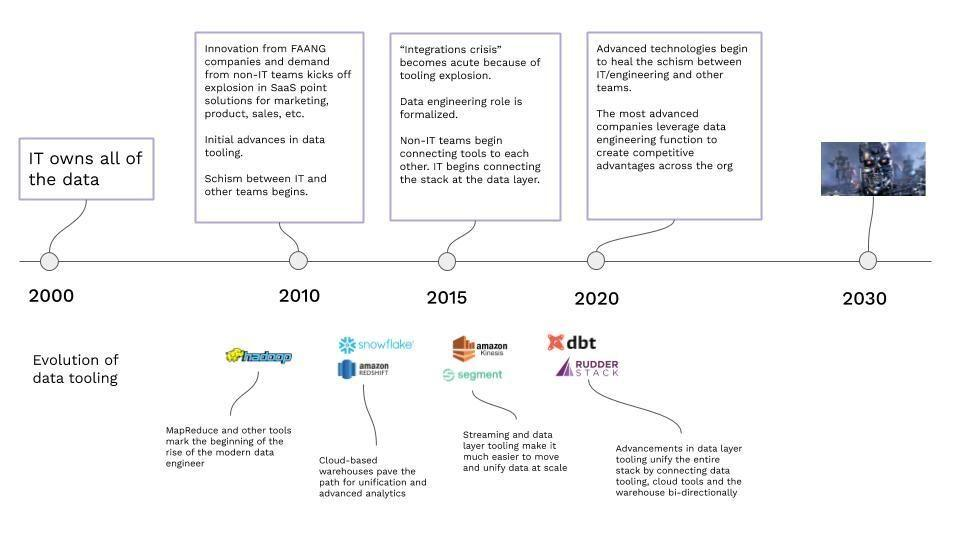 IT owns all of
the data
Innovation from FAANG
companies and demand
from non-IT teams kicks off
explosion in SaaS point
solutions for marketing,
product, sales, etc.
Initial advances in data
tooling.
Schism between IT and
other teams begins.
“Integrations crisis”
becomes acute because of
tooling explosion.
Data engineering role is
formalized.
Non-IT teams begin
connecting tools to each
other. IT begins connecting
the stack at the data layer.
Advanced technologies begin
to heal the schism between
IT/engineering and other
teams.
The most advanced
companies leverage data
engineering function to
create competitive
advantages across the org
2000
2010
2015
2020
2030
Evolution of
data tooling
hadoop
snowflake
amazon
REDSHIFT
amazon
Kinesis
segment
dbt
RUDDER
STACK
MapReduce and other tools
mark the beginning of the
rise of the modern data
engineer
Cloud-based
warehouses pave the
path for unification and
advanced analytics
Streaming and data
layer tooling make it
much easier to move
and unify data at scale
Advancements in data layer
tooling unify the entire
stack by connecting data
tooling, cloud tools and the
warehouse bi-directionally